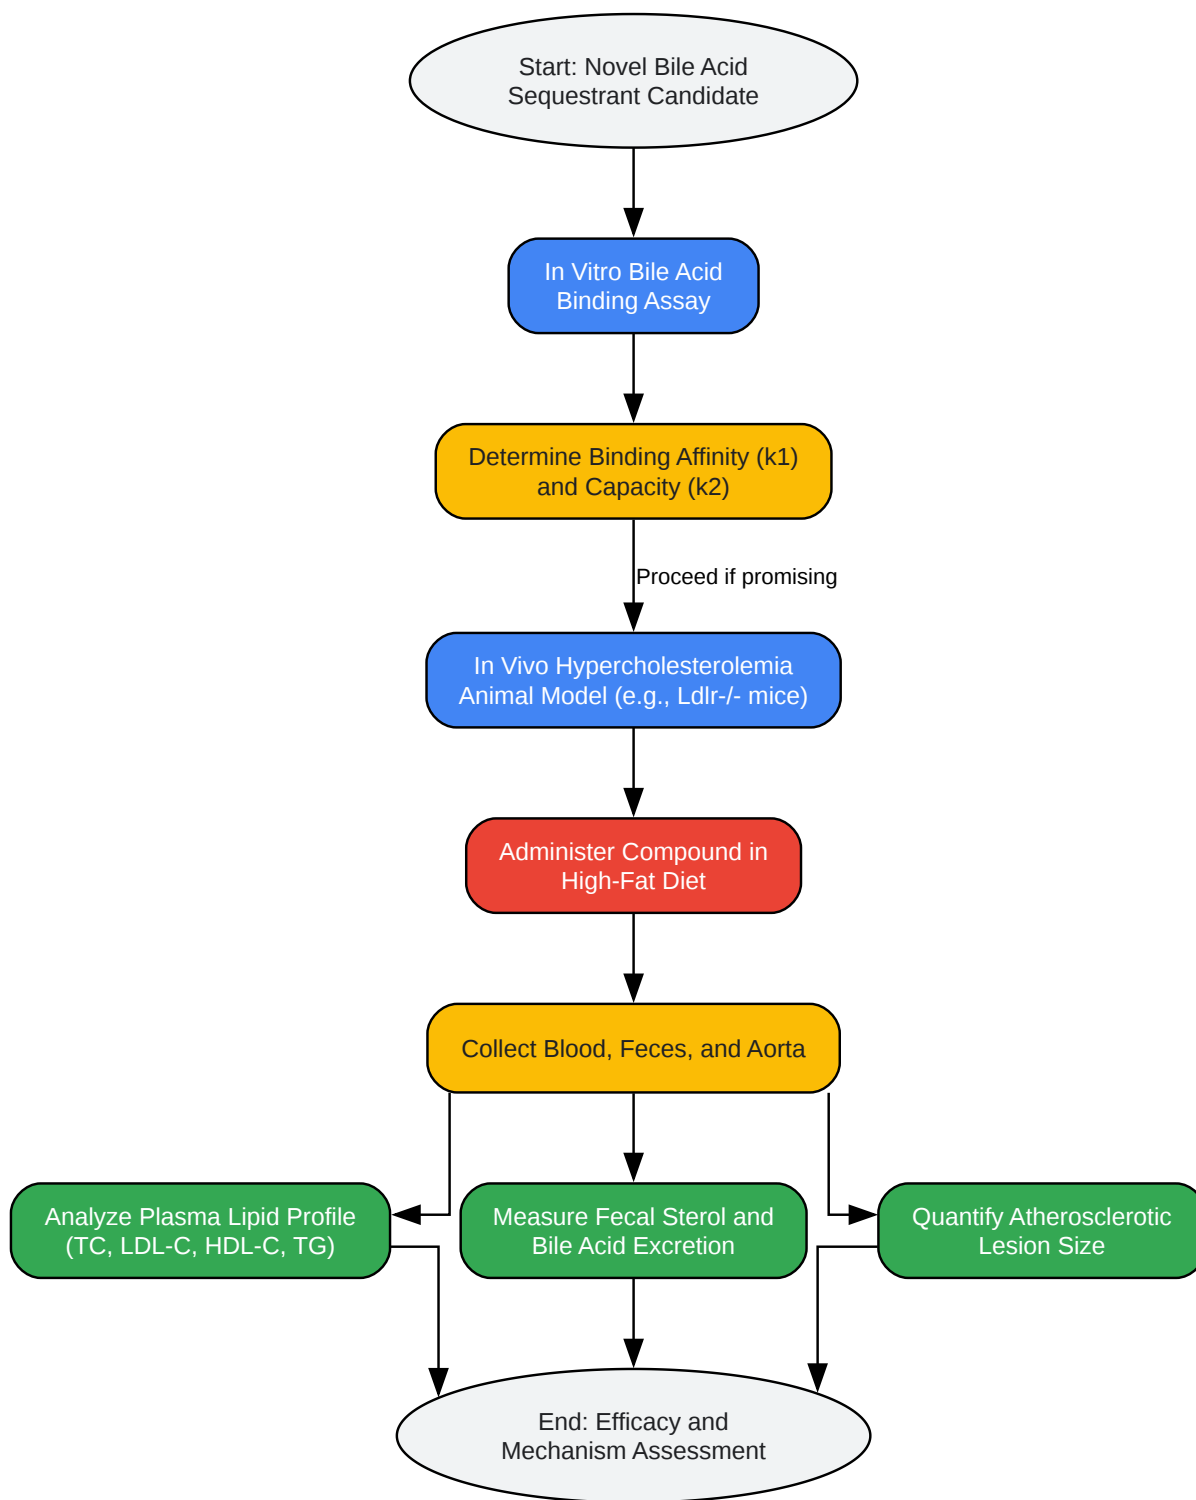 Start: Novel Bile Acid
Sequestrant Candidate
In Vitro Bile Acid
Binding Assay
Determine Binding Affinity (k1)
and Capacity (k2)
Proceed if promising
In Vivo Hypercholesterolemia
Animal Model (e.g., Ldlr-/- mice)
Administer Compound in
High-Fat Diet
Collect Blood, Feces, and Aorta
Analyze Plasma Lipid Profile
(TC, LDL-C, HDL-C, TG)
Measure Fecal Sterol and
Bile Acid Excretion
Quantify Atherosclerotic
Lesion Size
End: Efficacy and
Mechanism Assessment